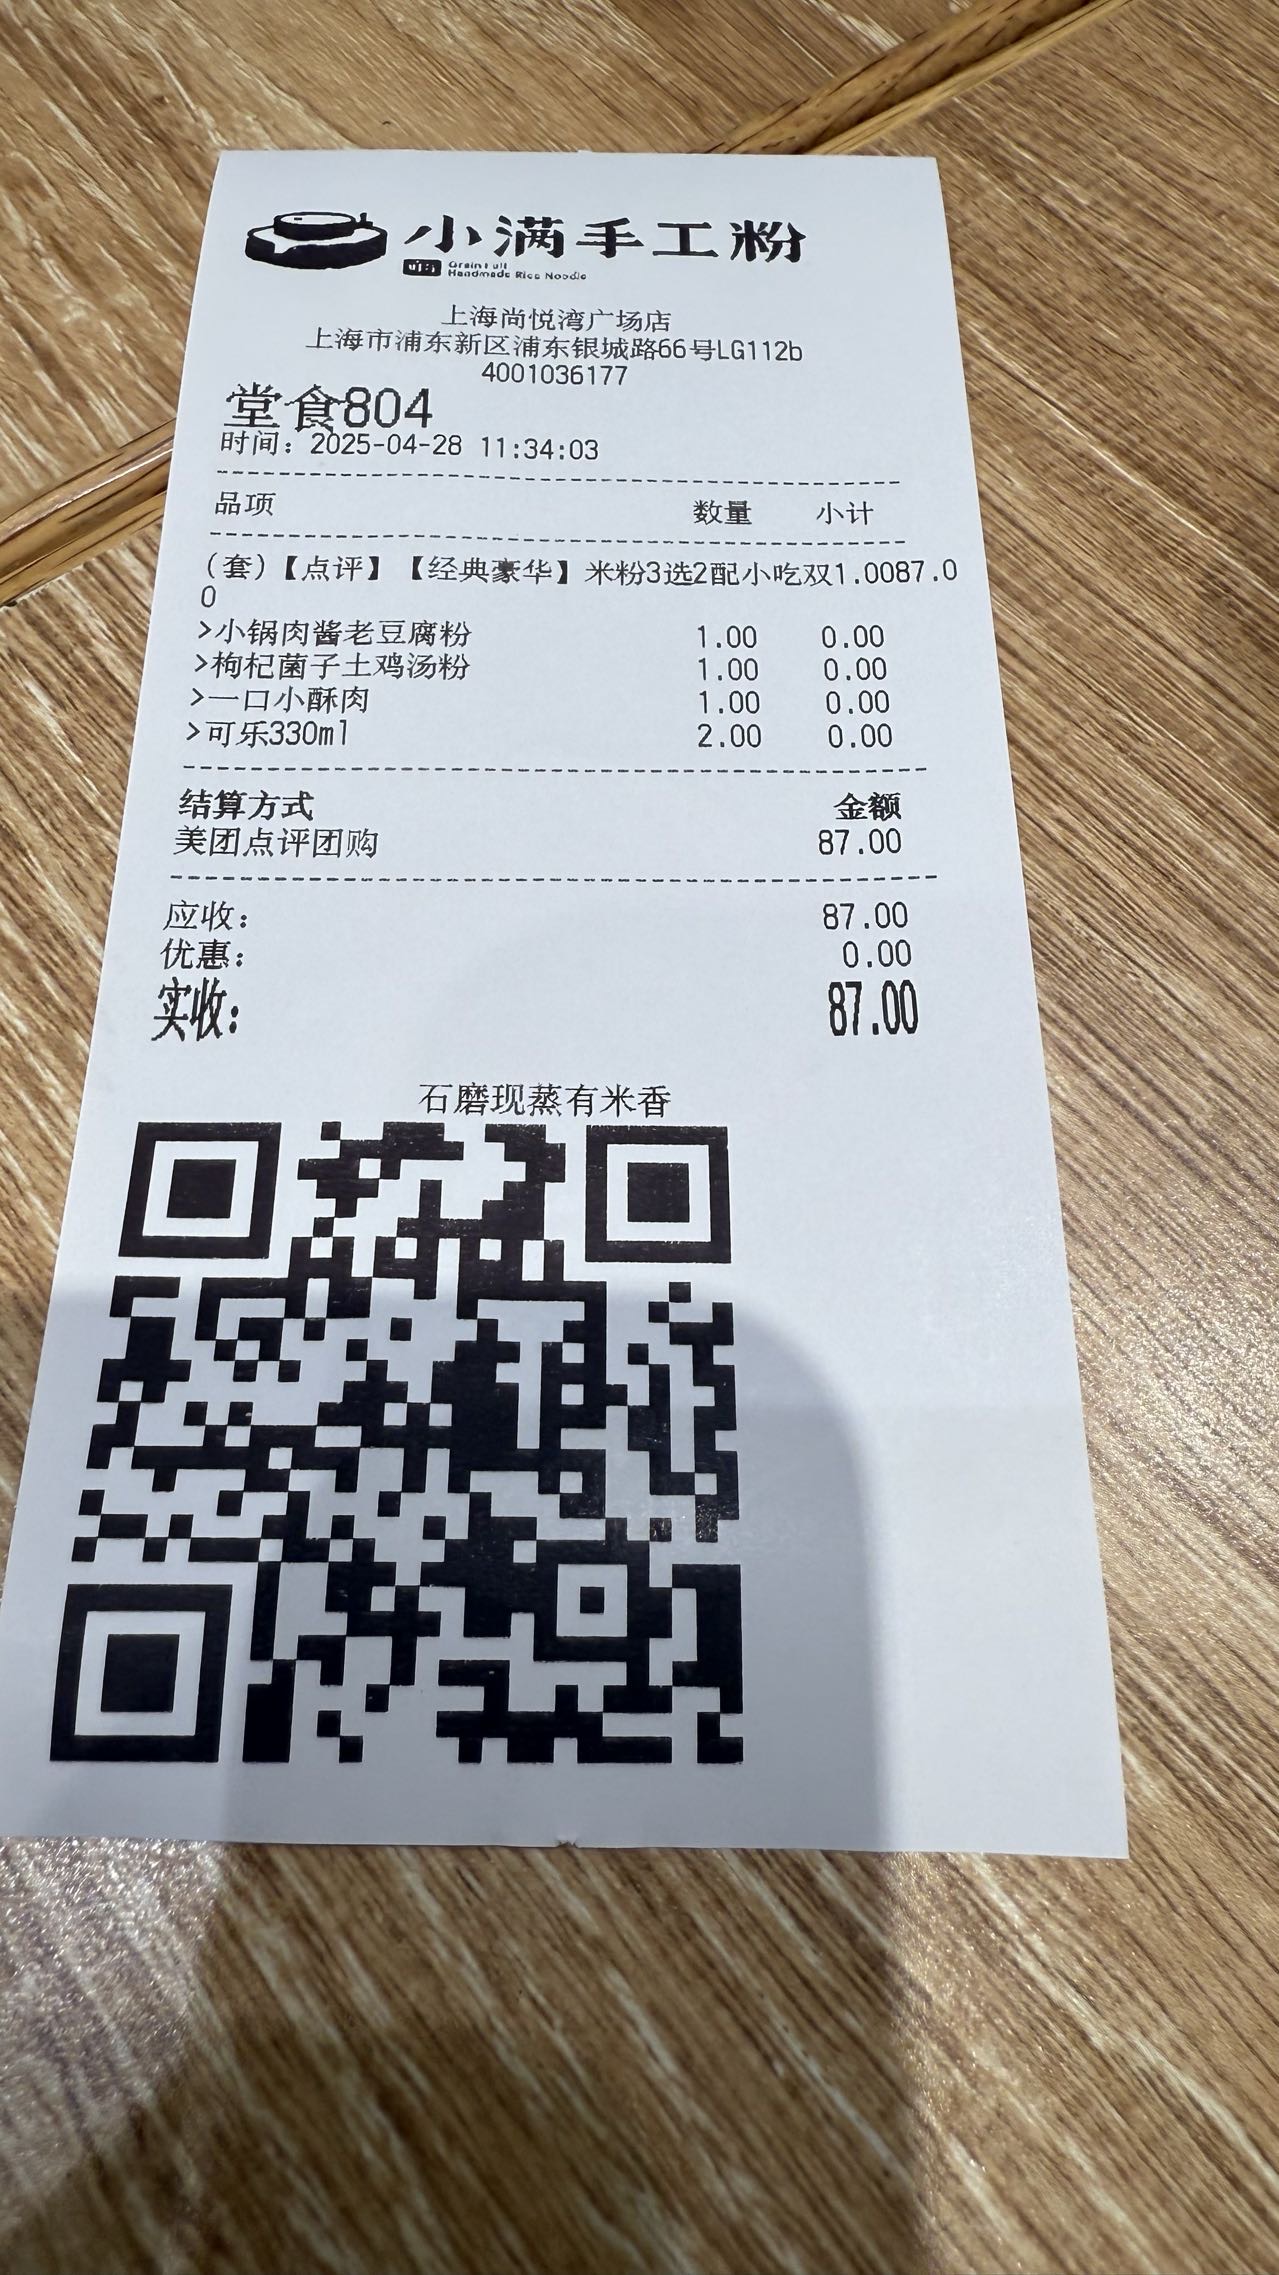 小满手工粉
Grain Full
Handmade Rice Noodle
上海尚悦湾广场店
上海市浦东新区浦东银城路66号LG112b
4001036177
堂食804
时间：2025-04-28 11:34:03
品项 数量 小计
(套)【点评】【经典豪华】米粉3选2配小吃双1.0087.0
0
>小锅肉酱老豆腐粉 1.00 0.00
>枸杞菌子土鸡汤粉 1.00 0.00
>一口小酥肉 1.00 0.00
>可乐330ml 2.00 0.00
结算方式 金额
美团点评团购 87.00
应收： 87.00
优惠： 0.00
实收： 87.00
石磨现蒸有米香